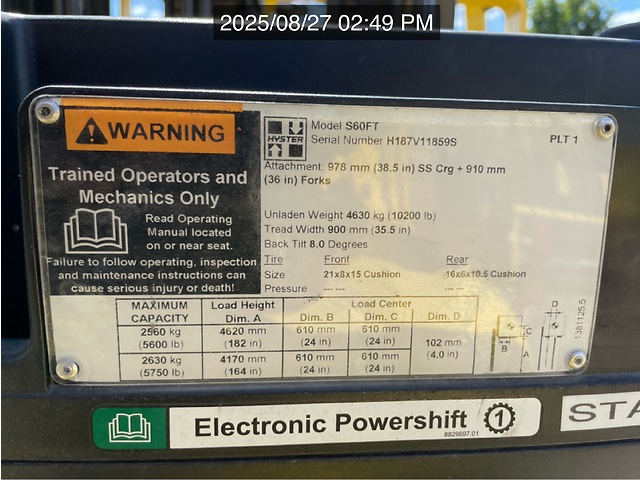 2025/08/27 02:49 PM
WARNING
Trained Operators and
Mechanics Only
Read Operating
Manual located
on or near seat.
Failure to follow operating, inspection
and maintenance instructions can
cause serious injury or death!
HYSTER
Model S60FT
Serial Number H187V11859S
PLT 1
Attachment: 978 mm (38.5 in) SS Crg + 910 mm
(36 in) Forks
Unladen Weight 4630 kg (10200 lb)
Tread Width 900 mm (35.5 in)
Back Tilt 8.0 Degrees
Tire Front Rear
Size 21x8x15 Cushion 16x6x10.5 Cushion
Pressure --- --- --- ---
MAXIMUM Load Height Load Center
CAPACITY Dim. A Dim. B Dim. C Dim. D
2560 kg 4620 mm 610 mm 610 mm
(5600 lb) (182 in) (24 in) (24 in)
102 mm
(4.0 in)
2630 kg 4170 mm 610 mm 610 mm
(5750 lb) (164 in) (24 in) (24 in)
D
C
B
A
1381125.5
Electronic Powershift 1
8829697.01
STA